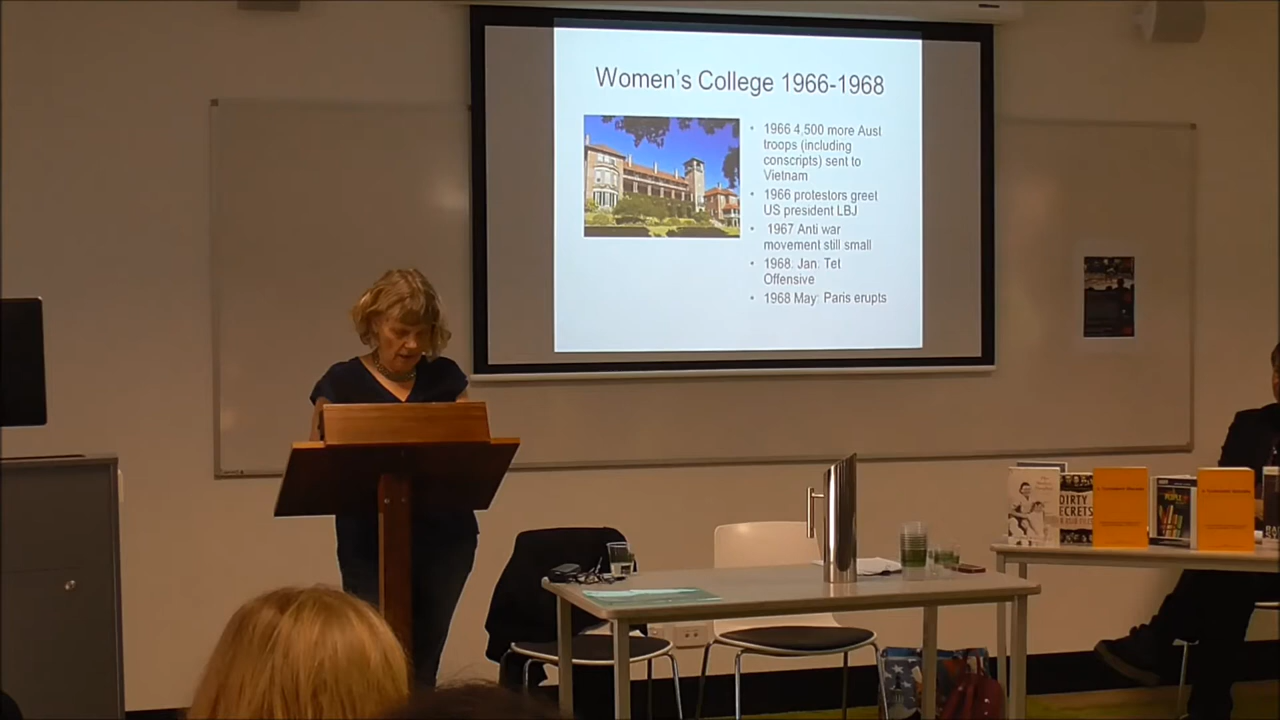 Women's College 1966-1968
• 1966 4,500 more Aust
troops (including
conscripts) sent to
Vietnam
• 1966 protestors greet
US president LBJ
• 1967 Anti war
movement still small
• 1968. Jan: Tet
Offensive
• 1968 May: Paris erupts
DIRTY
SECRETS
PEOPLE